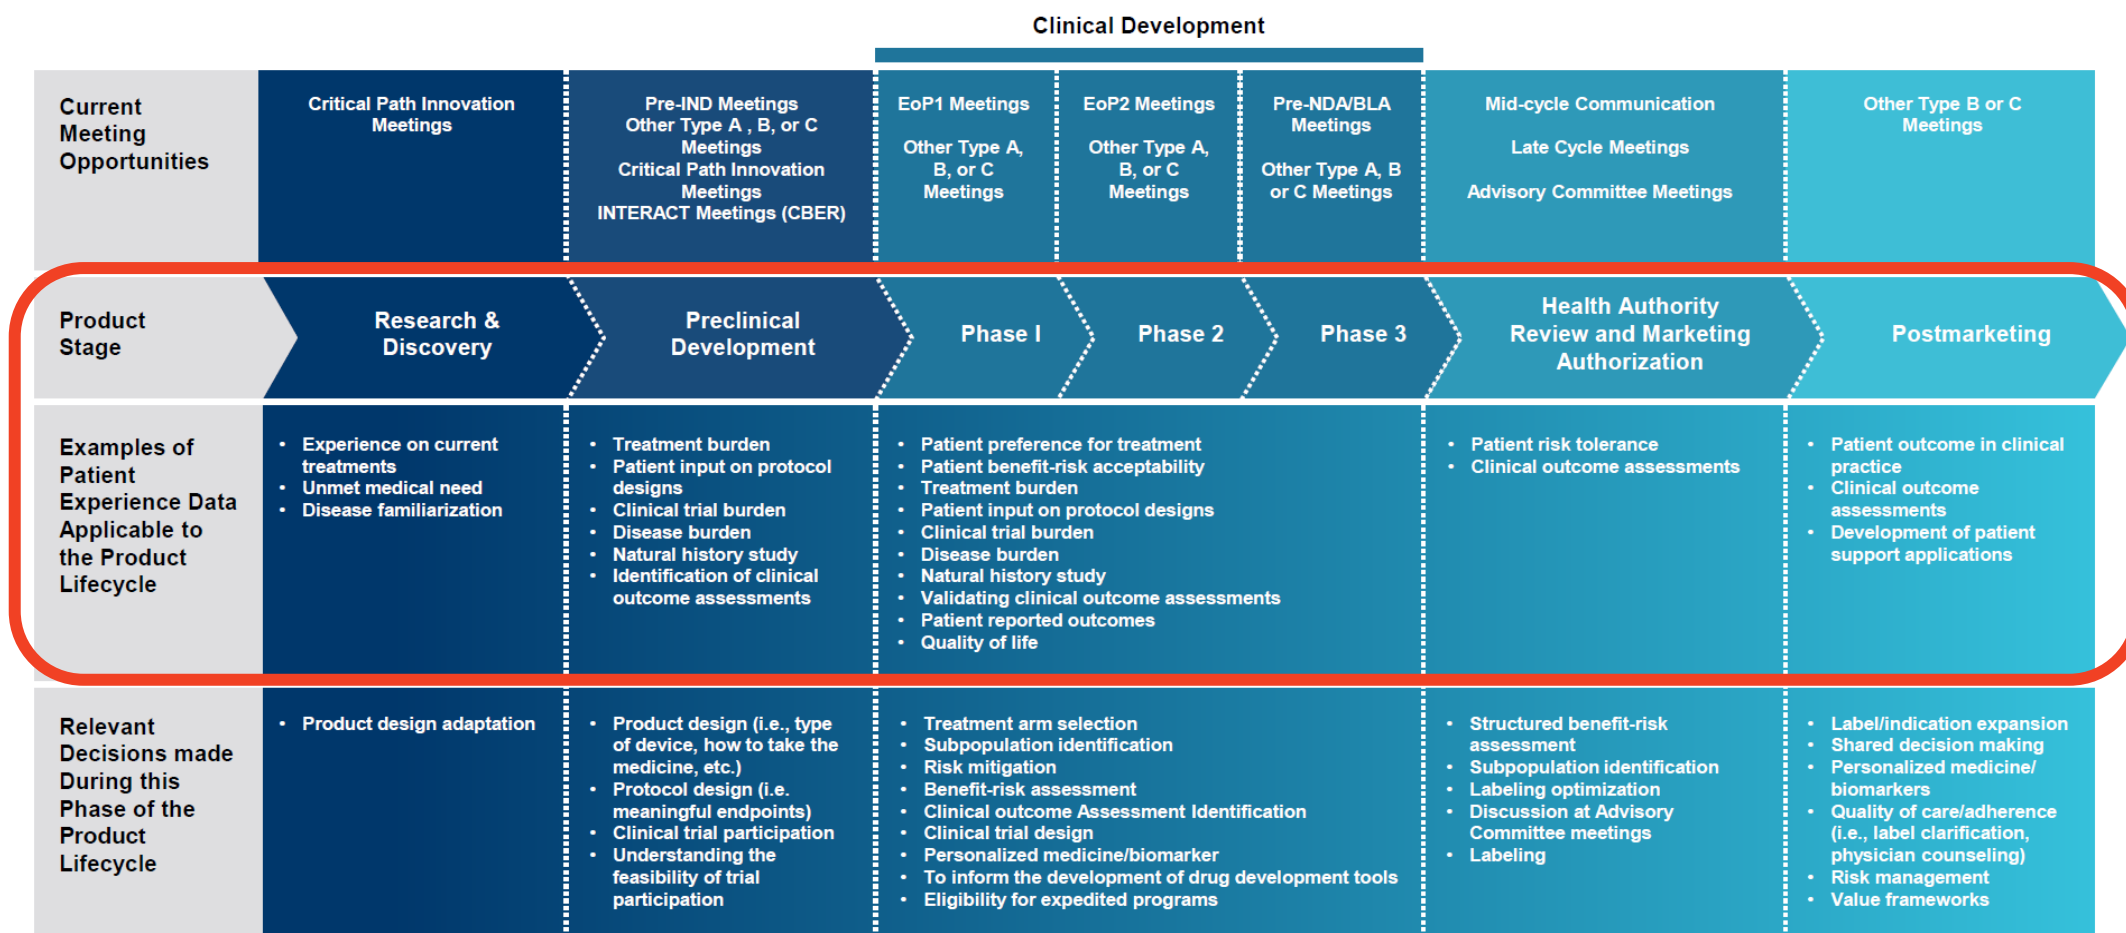 Clinical Development
Current
Meeting
Opportunities
Critical Path Innovation
Meetings
Pre-IND Meetings
Other Type A , B, or C
Meetings
Critical Path Innovation
Meetings
INTERACT Meetings (CBER)
EoP1 Meetings
Other Type A,
B, or C
Meetings
EoP2 Meetings
Other Type A,
B, or C
Meetings
Pre-NDA/BLA
Meetings
Other Type A, B
or C Meetings
Mid-cycle Communication
Late Cycle Meetings
Advisory Committee Meetings
Other Type B or C
Meetings
Product
Stage
Research &
Discovery
Preclinical
Development
Phase I
Phase 2
Phase 3
Health Authority
Review and Marketing
Authorization
Postmarketing
Examples of
Patient
Experience Data
Applicable to
the Product
Lifecycle
• Experience on current
treatments
• Unmet medical need
• Disease familiarization
• Treatment burden
• Patient input on protocol
designs
• Clinical trial burden
• Disease burden
• Natural history study
• Identification of clinical
outcome assessments
• Patient preference for treatment
• Patient benefit-risk acceptability
• Treatment burden
• Patient input on protocol designs
• Clinical trial burden
• Disease burden
• Natural history study
• Validating clinical outcome assessments
• Patient reported outcomes
• Quality of life
• Patient risk tolerance
• Clinical outcome assessments
• Patient outcome in clinical
practice
• Clinical outcome
assessments
• Development of patient
support applications
Relevant
Decisions made
During this
Phase of the
Product
Lifecycle
• Product design adaptation
• Product design (i.e., type
of device, how to take the
medicine, etc.)
• Protocol design (i.e.
meaningful endpoints)
• Clinical trial participation
• Understanding the
feasibility of trial
participation
• Treatment arm selection
• Subpopulation identification
• Risk mitigation
• Benefit-risk assessment
• Clinical outcome Assessment Identification
• Clinical trial design
• Personalized medicine/biomarker
• To inform the development of drug development tools
• Eligibility for expedited programs
• Structured benefit-risk
assessment
• Subpopulation identification
• Labeling optimization
• Discussion at Advisory
Committee meetings
• Labeling
• Label/indication expansion
• Shared decision making
• Personalized medicine/
biomarkers
• Quality of care/adherence
(i.e., label clarification,
physician counseling)
• Risk management
• Value frameworks